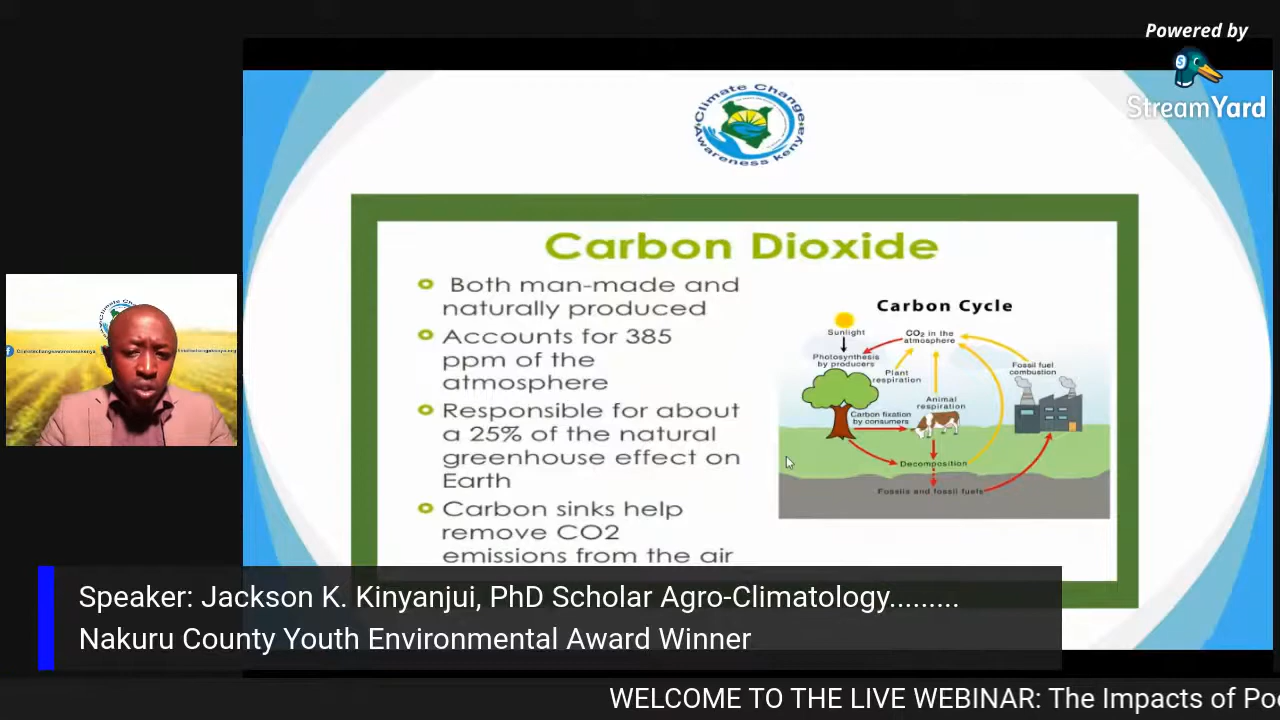 Powered by
StreamYard
Climate Change
Awareness kenya
Carbon Dioxide
Both man-made and
naturally produced
Accounts for 385
ppm of the
atmosphere
Responsible for about
a 25% of the natural
greenhouse effect on
Earth
Carbon sinks help
remove CO2
emissions from the air
Carbon Cycle
Sunlight
CO₂ in the
atmosphere
Photosynthesis
by producers
Plant
respiration
Fossil fuel
combustion
Animal
respiration
Carbon fixation
by consumers
Decomposition
Fossils and fossil fuels
Speaker: Jackson K. Kinyanjui, PhD Scholar Agro-Climatology.........
Nakuru County Youth Environmental Award Winner
WELCOME TO THE LIVE WEBINAR: The Impacts of